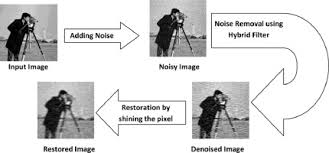 Adding Noise
Input Image
Noisy Image
Noise Removal using
Hybrid Filter
Restoration by
shining the pixel
Restored Image
Denoised Image